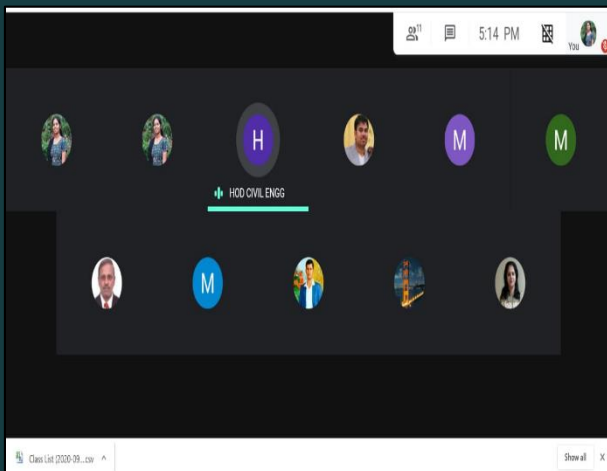 11
5:14 PM
You
H
M
M
HOD CIVIL ENGG
M
Class List (2020-09...csv
Show all
X